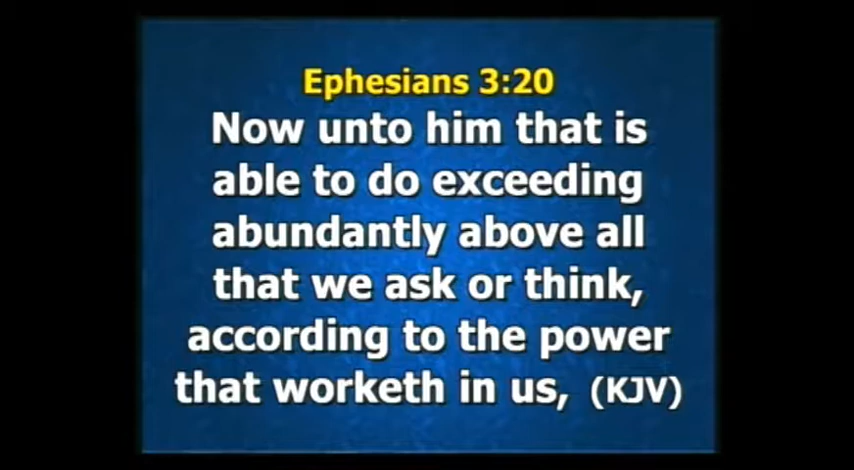 Ephesians 3:20
Now unto him that is
able to do exceeding
abundantly above all
that we ask or think,
according to the power
that worketh in us, (KJV)